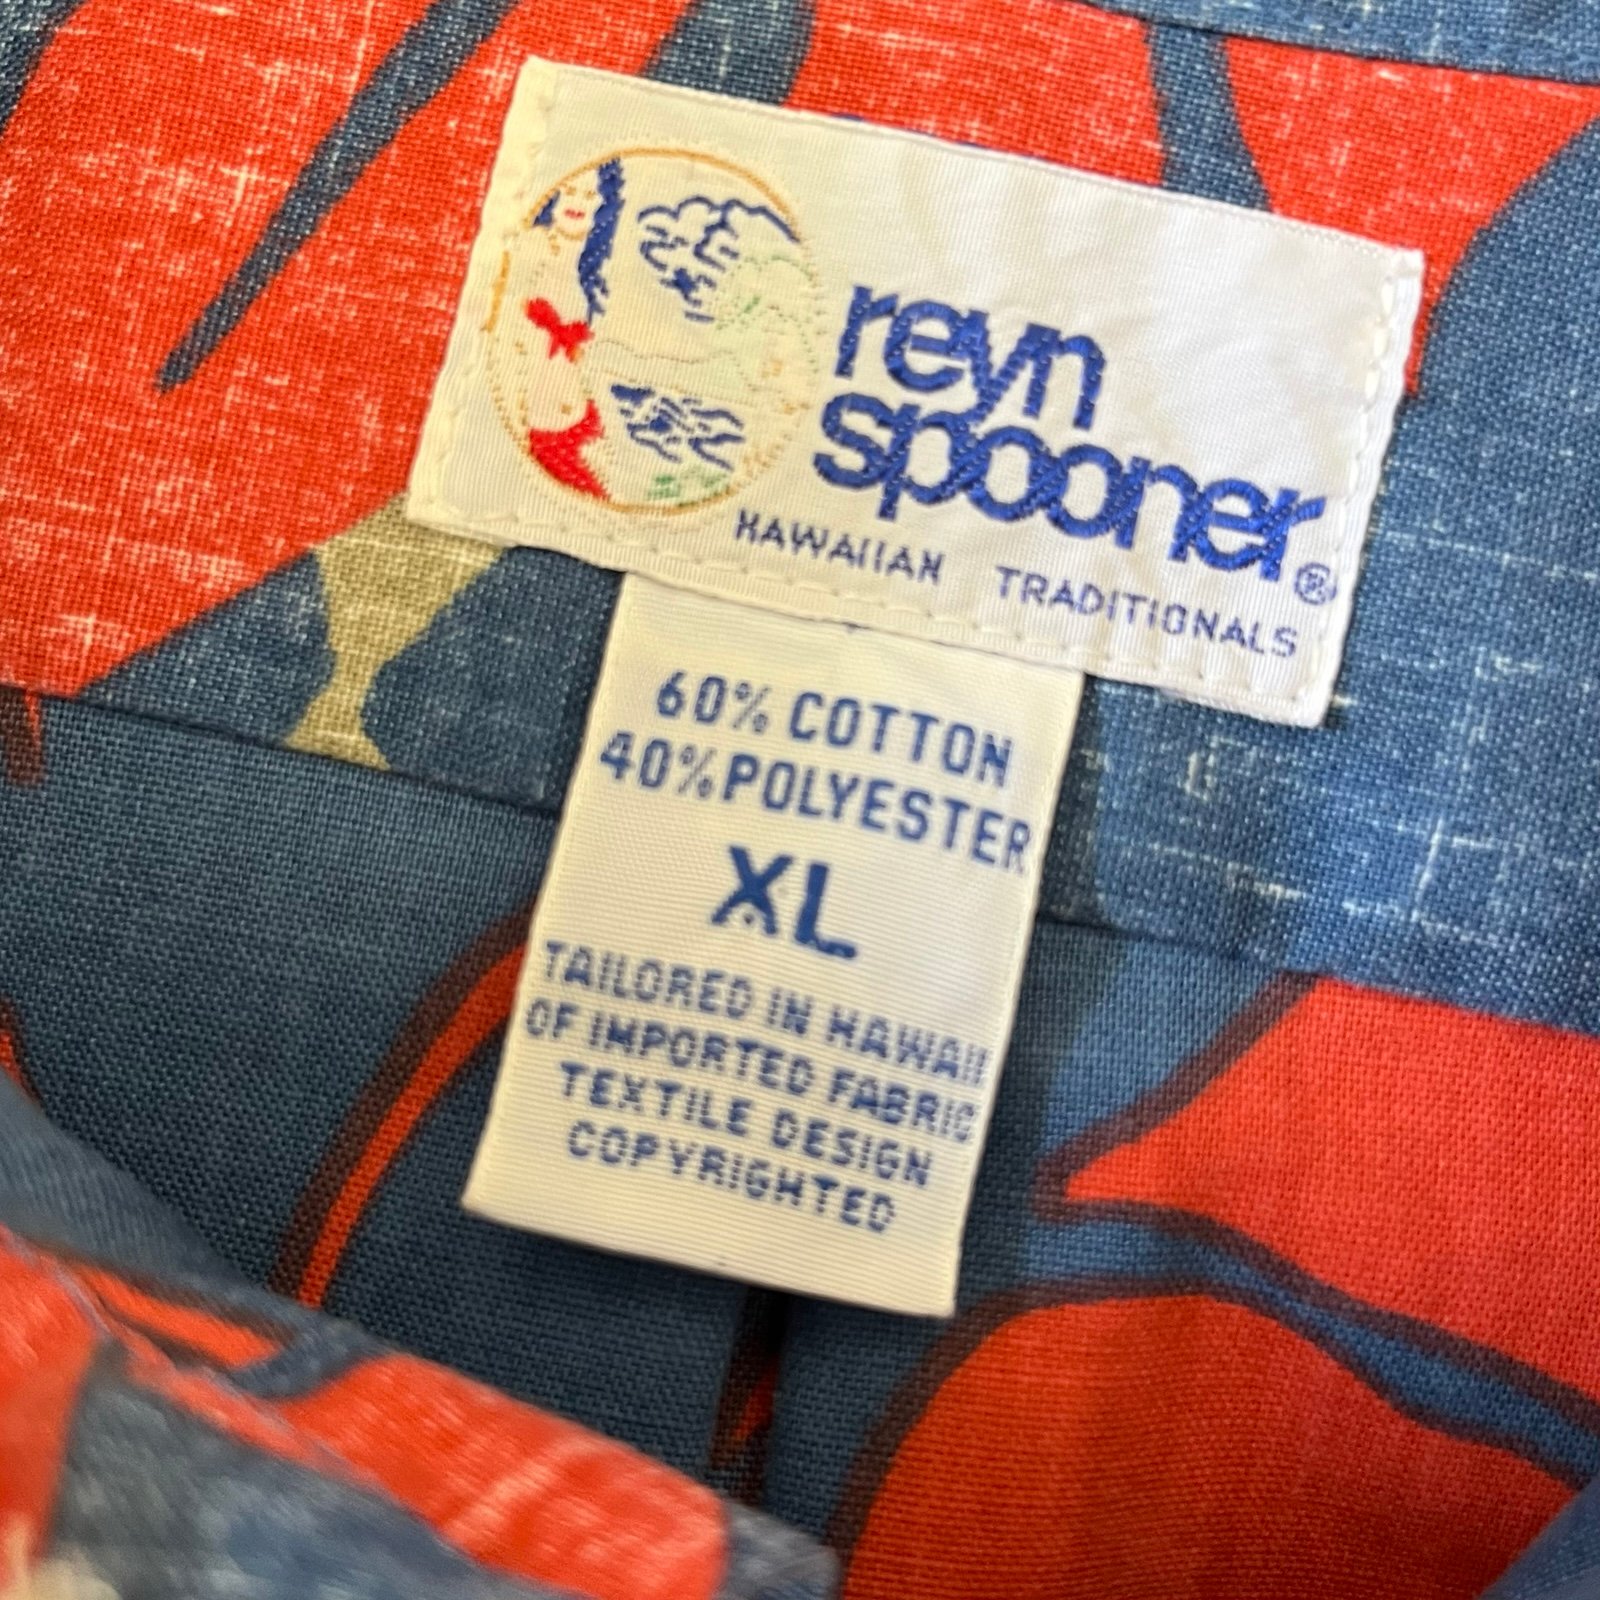 reyn
spooner®
HAWAIIAN TRADITIONALS
60% COTTON
40% POLYESTER
XL
TAILORED IN HAWAII
OF IMPORTED FABRIC
TEXTILE DESIGN
COPYRIGHTED